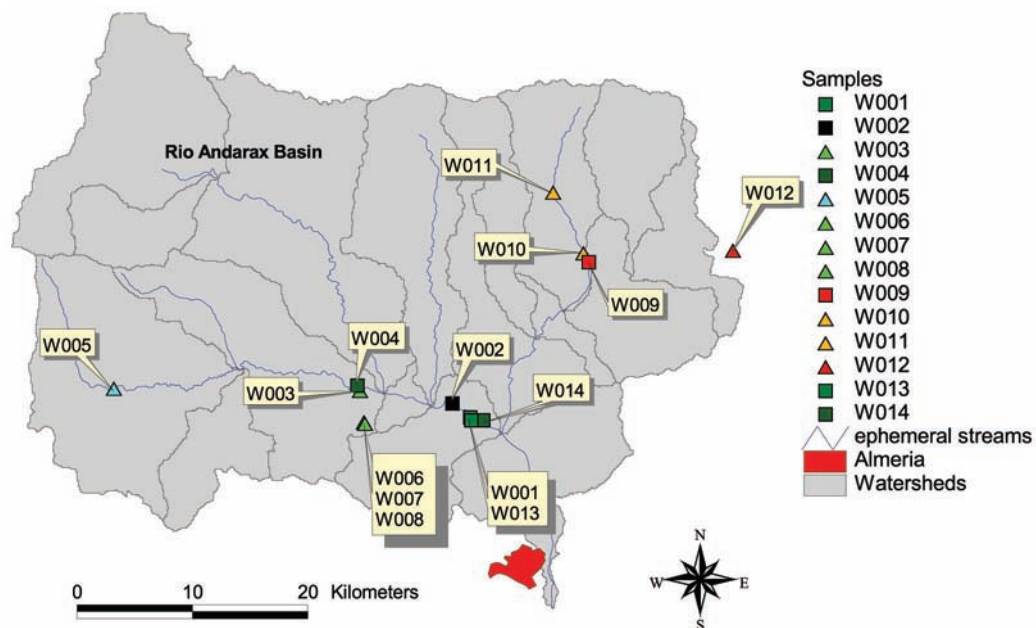 Rio Andarax Basin
W011
W012
W010
W009
W005
W004
W002
W003
W014
W006
W007
W008
W001
W013
0 10 20 Kilometers
N
W E
S
Samples
W001
W002
W003
W004
W005
W006
W007
W008
W009
W010
W011
W012
W013
W014
ephemeral streams
Almeria
Watersheds